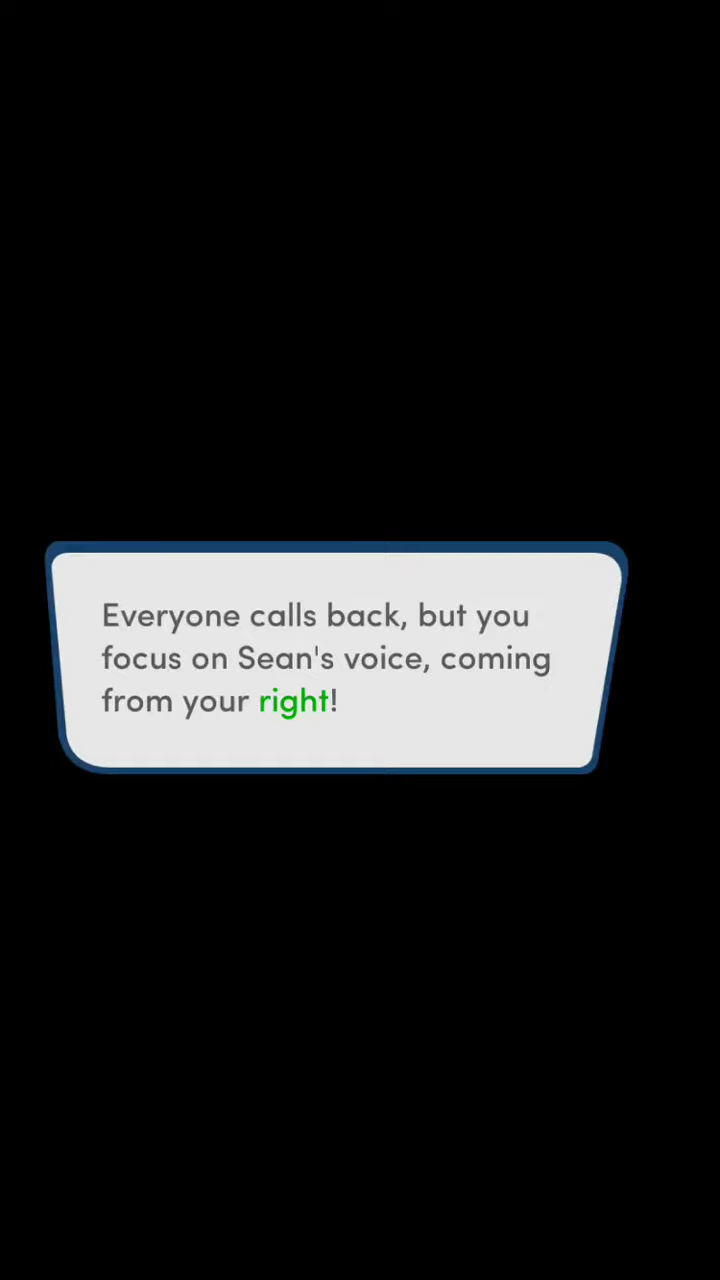 Everyone calls back, but you
focus on Sean's voice, coming
from your right!